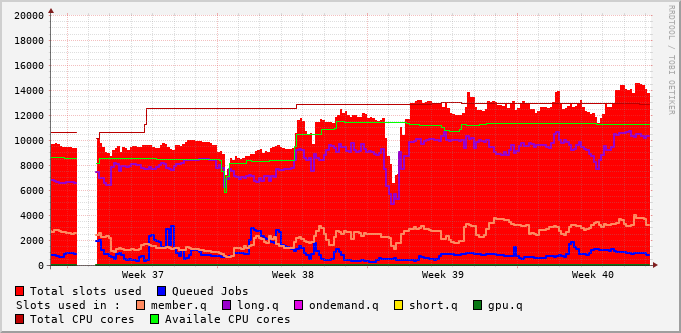 RRDTOOL / TOBI OETIKER
20000
18000
16000
14000
12000
10000
8000
6000
4000
2000
0
Week 37 Week 38 Week 39 Week 40
Total slots used Queued Jobs
Slots used in : member.q long.q ondemand.q short.q gpu.q
Total CPU cores Availale CPU cores